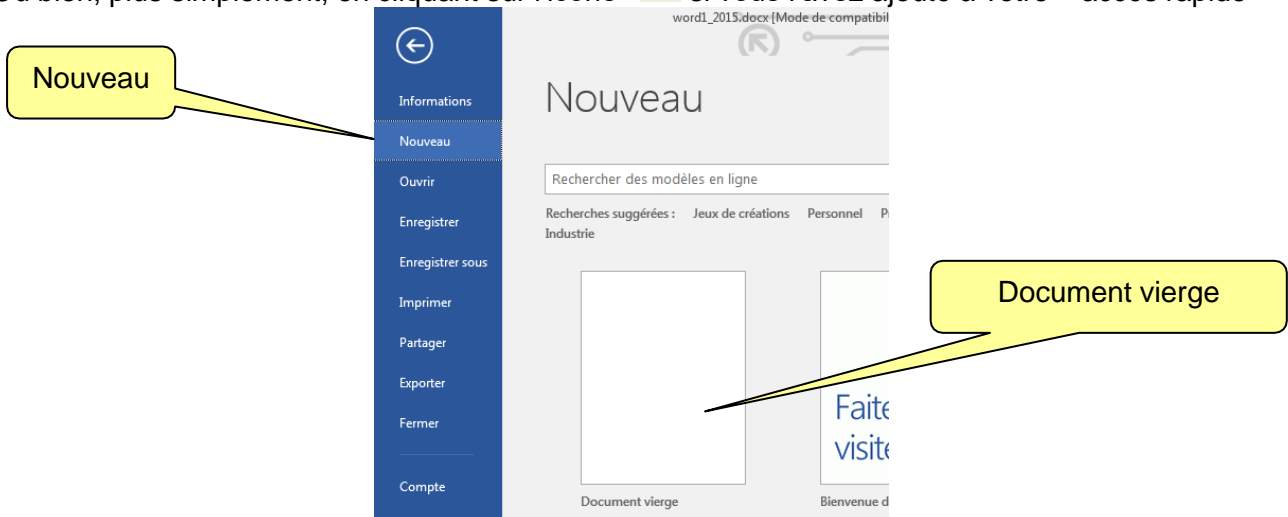 word1_2015.docx [Mode de compatibil
Nouveau
Informations
Nouveau
Ouvrir
Enregistrer
Enregistrer sous
Imprimer
Partager
Exporter
Fermer
Compte
Nouveau
Rechercher des modèles en ligne
Recherches suggérées : Jeux de créations Personnel
Industrie
Document vierge
Faite
visite
Document vierge
Bienvenue d